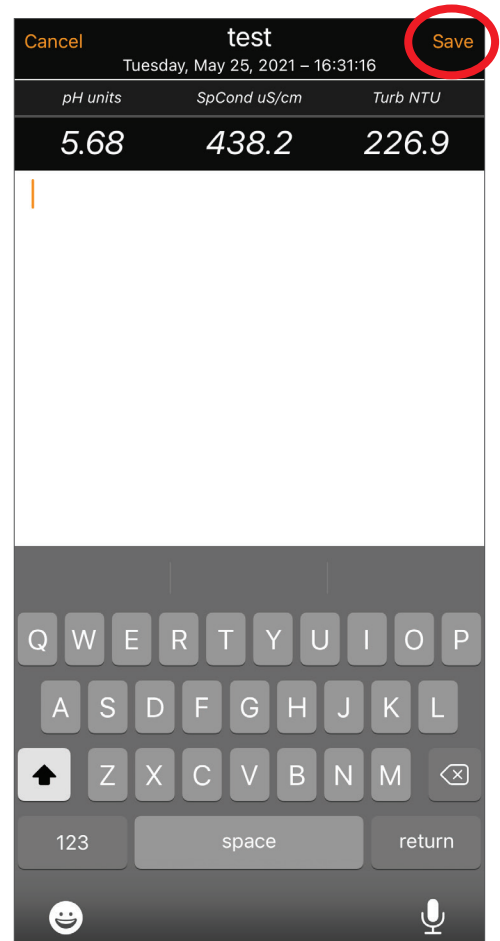 Cancel test Save
Tuesday, May 25, 2021 – 16:31:16
pH units SpCond uS/cm Turb NTU
5.68 438.2 226.9
Q W E R T Y U I O P
A S D F G H J K L
Z X C V B N M
123 space return